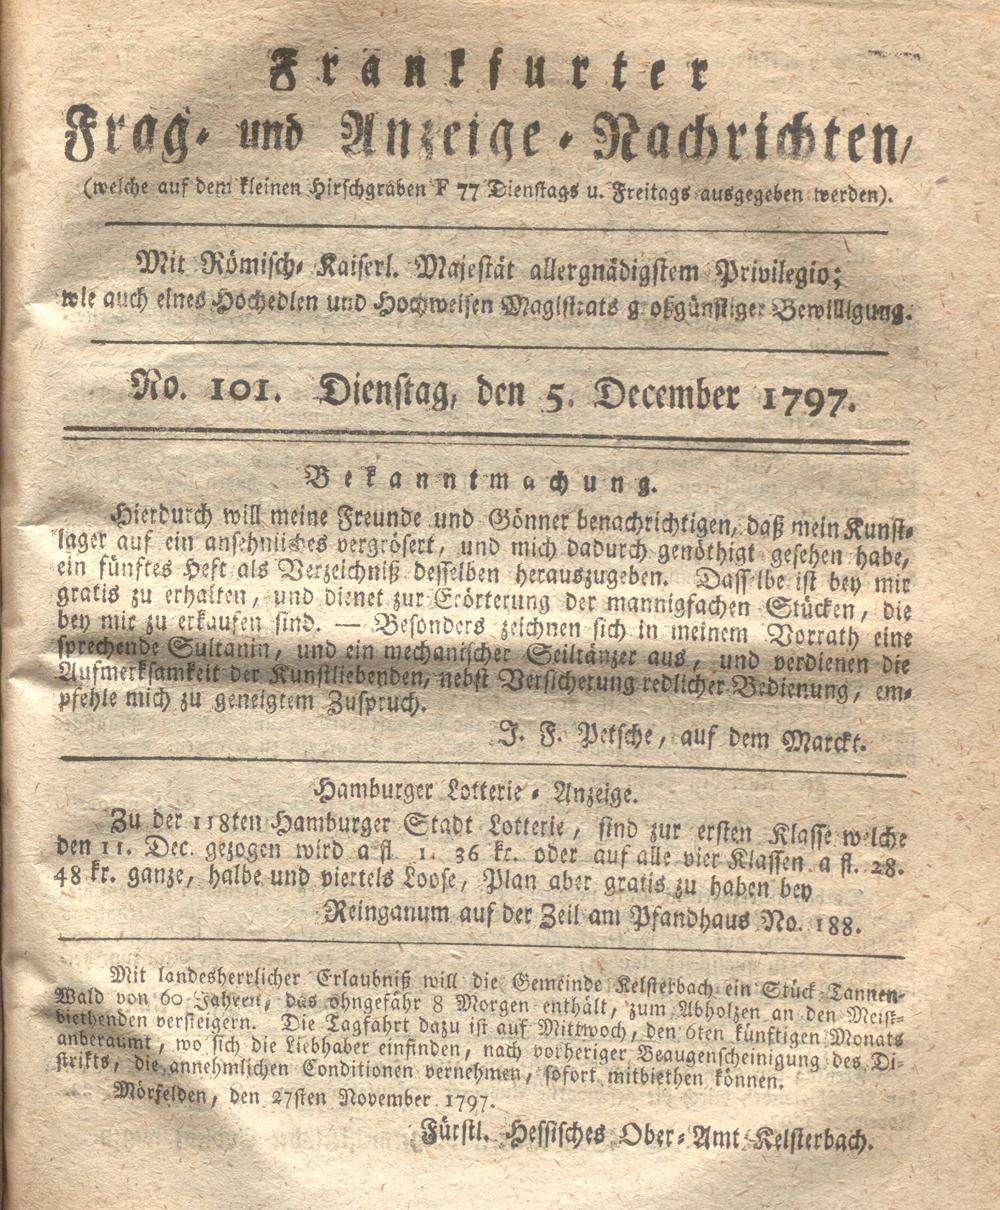 Frankfurter
Frag- und Anzeige-Nachrichten,
(welche auf dem kleinen Hirschgraben F 77 Dienstags u. Freitags ausgegeben werden).
Mit Römisch-Kaiserl. Majestät allergnädigstem Privilegio;
wie auch eines Hochedlen und Hochweisen Magistrats großgünstiger Bewilligung.
No. 101. Dienstag, den 5. December 1797.
Bekanntmachung.
Hierdurch will meine Freunde und Gönner benachrichtigen, daß mein Kunst-
lager auf ein ansehnliches vergrösert, und mich dadurch genöthigt gesehen habe,
ein fünftes Heft als Verzeichniß desselben herauszugeben. Dasselbe ist bey mir
gratis zu erhalten, und dienet zur Erörterung der mannigfachen Stücken, die
bey mir zu erkaufen sind. — Besonders zeichnen sich in meinem Vorrath eine
sprechende Sultanin, und ein mechanischer Seiltänzer aus, und verdienen die
Aufmerksamkeit der Kunstliebenden, nebst Versicherung redlicher Bedienung, em-
pfehle mich zu geneigtem Zuspruch.
J. F. Petsche, auf dem Marckt.
Hamburger Lotterie-Anzeige.
Zu der 118ten Hamburger Stadt Lotterie, sind zur ersten Klasse welche
den 11. Dec. gezogen wird a fl. 1. 36 kr. oder auf alle vier Klassen a fl. 28.
48 kr. ganze, halbe und viertels Loose, Plan aber gratis zu haben bey
Reinganum auf der Zeil am Pfandhaus No. 188.
Mit landesherrlicher Erlaubniß will die Gemeinde Kelsterbach ein Stück Tannen-
Wald von 60 Jahren, das ohngefähr 8 Morgen enthält, zum Abholzen an den Meist-
biethenden versteigern. Die Tagfahrt dazu ist auf Mittwoch, den 6ten künftigen Monats
anberaumt, wo sich die Liebhaber einfinden, nach vorheriger Beaugenscheinigung des Di-
strikts, die annehmlichen Conditionen vernehmen, sofort mitbiethen können.
Mörfelden, den 27sten November 1797.
Fürstl. Hessisches Ober-Amt Kelsterbach.